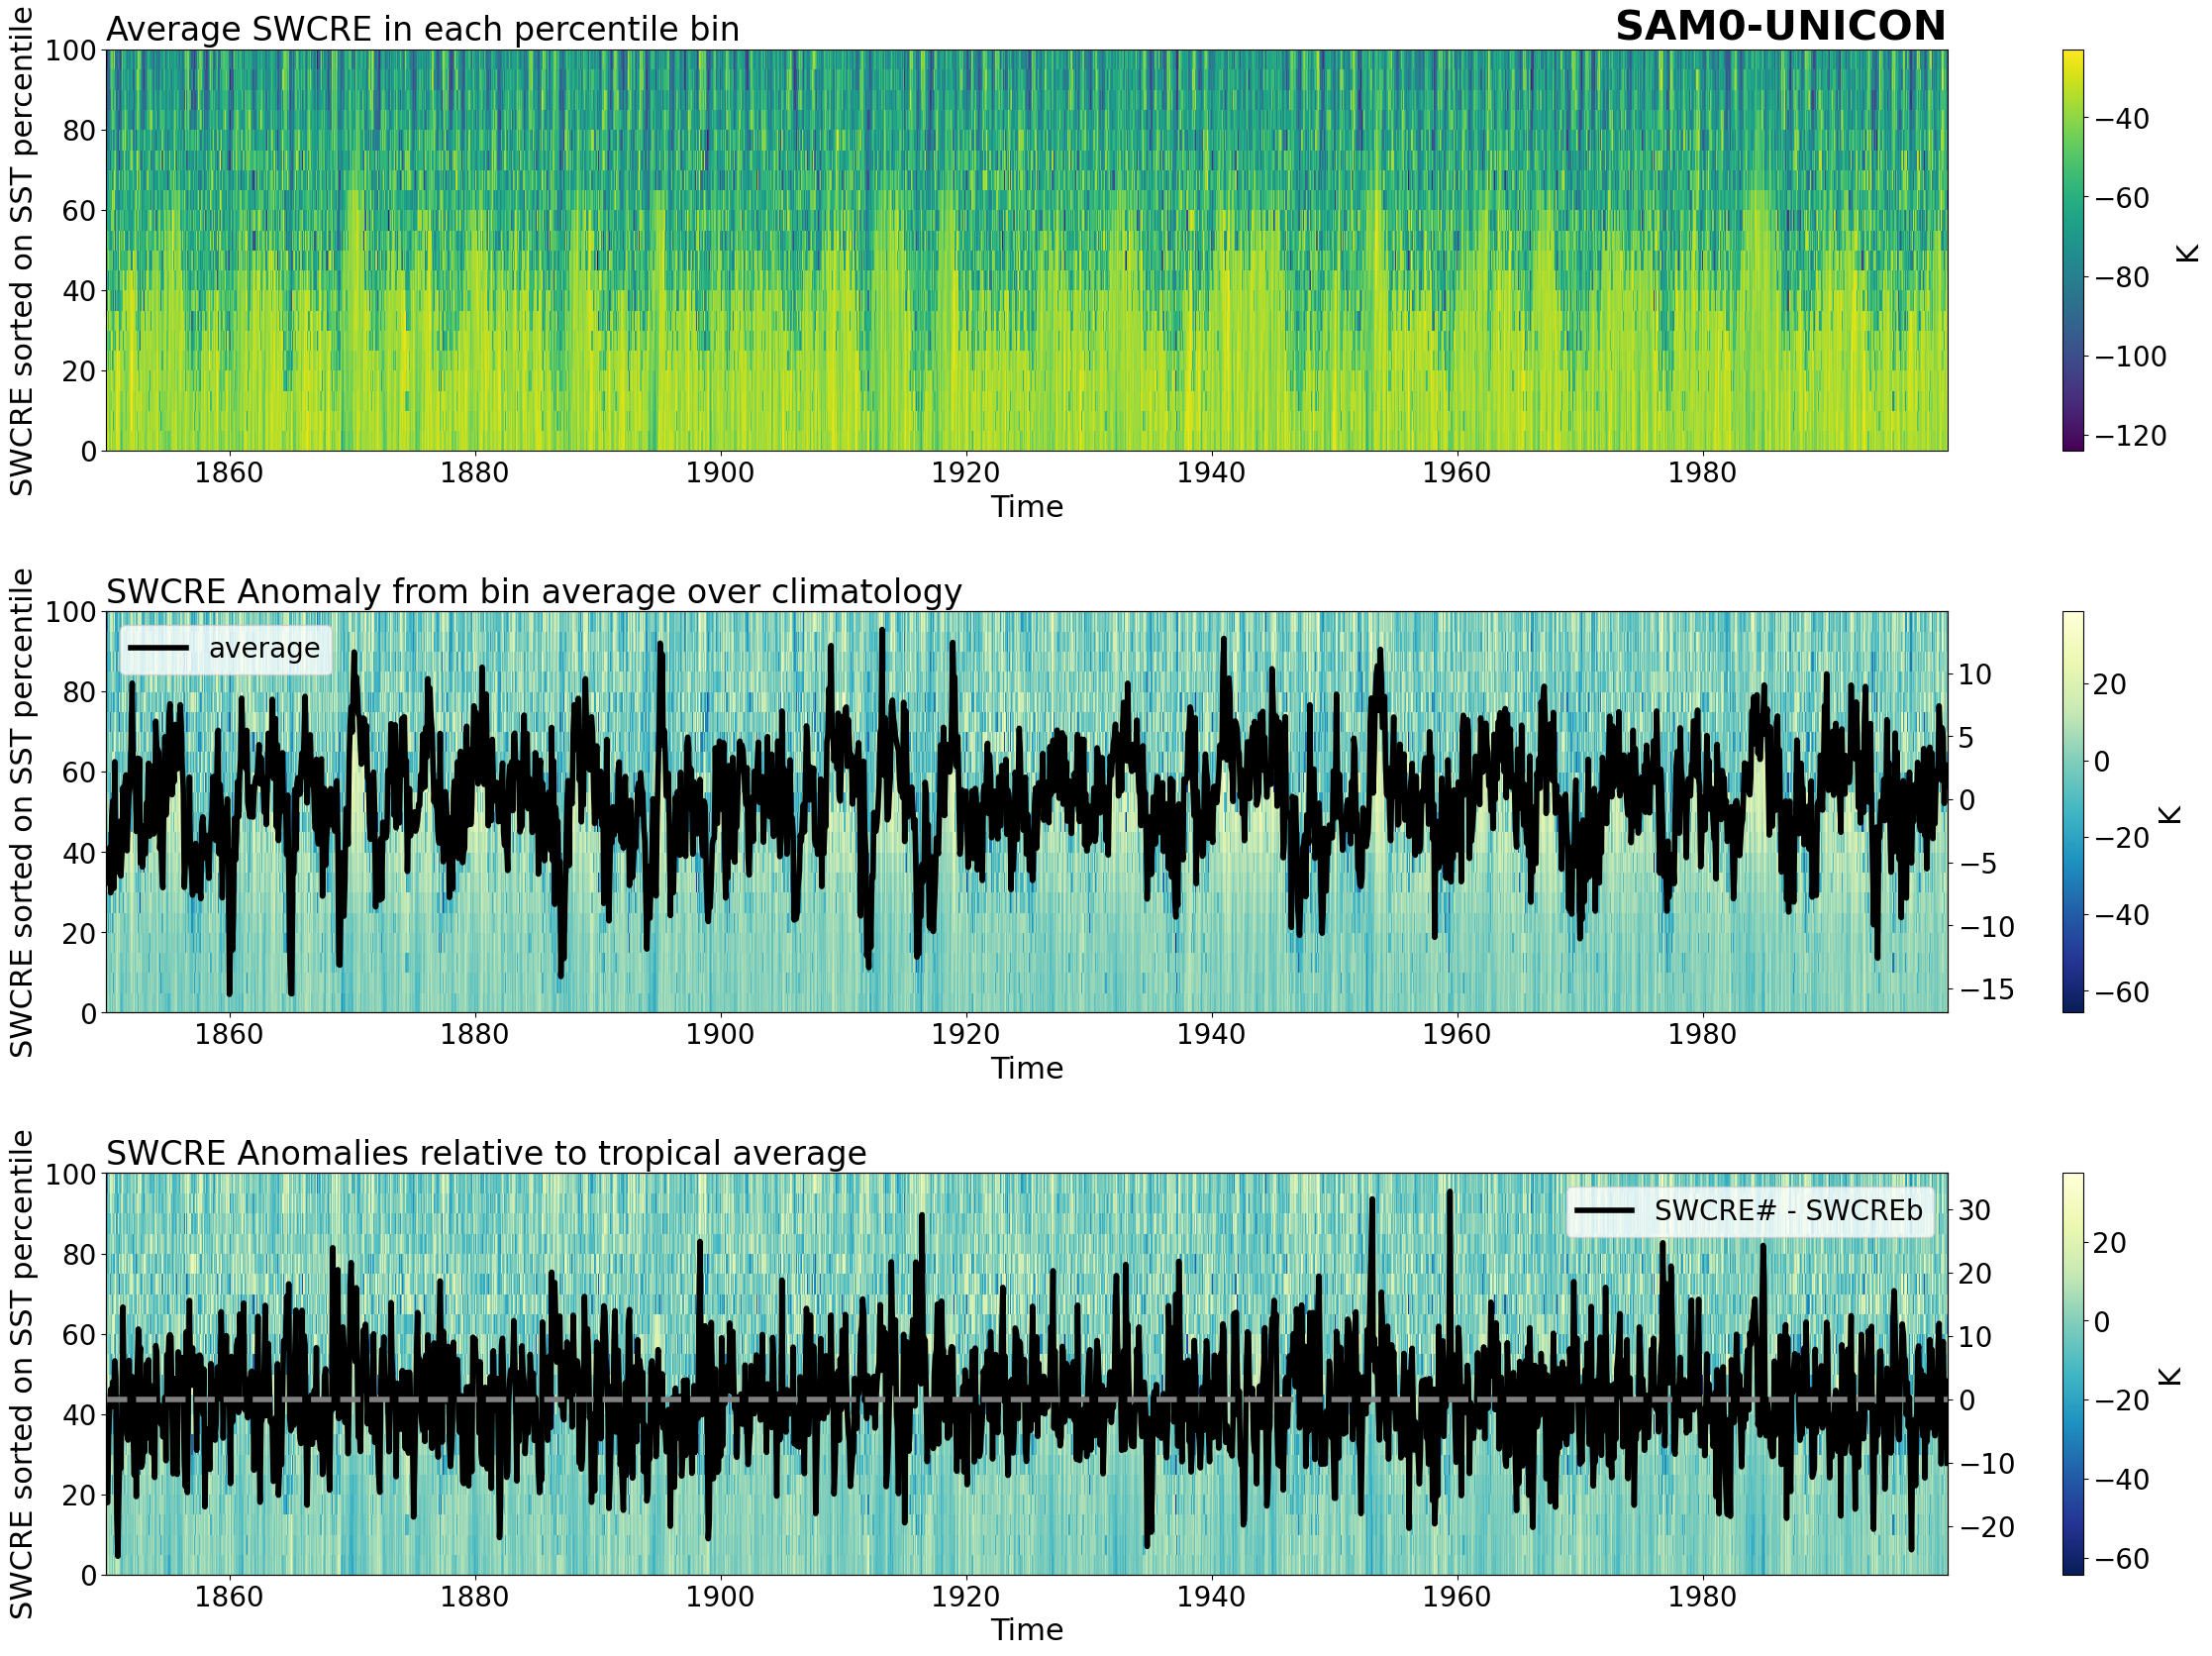 Average SWCRE in each percentile bin
SAM0-UNICON
SWCRE sorted on SST percentile
100
80
60
40
20
0
1860 1880 1900 1920 1940 1960 1980
Time
−40
−60
−80
−100
−120
K
SWCRE Anomaly from bin average over climatology
SWCRE sorted on SST percentile
100
80
60
40
20
0
average
10
5
0
−5
−10
−15
1860 1880 1900 1920 1940 1960 1980
Time
20
0
−20
−40
−60
K
SWCRE Anomalies relative to tropical average
SWCRE sorted on SST percentile
100
80
60
40
20
0
SWCRE# - SWCREb
30
20
10
0
−10
−20
1860 1880 1900 1920 1940 1960 1980
Time
20
0
−20
−40
−60
K